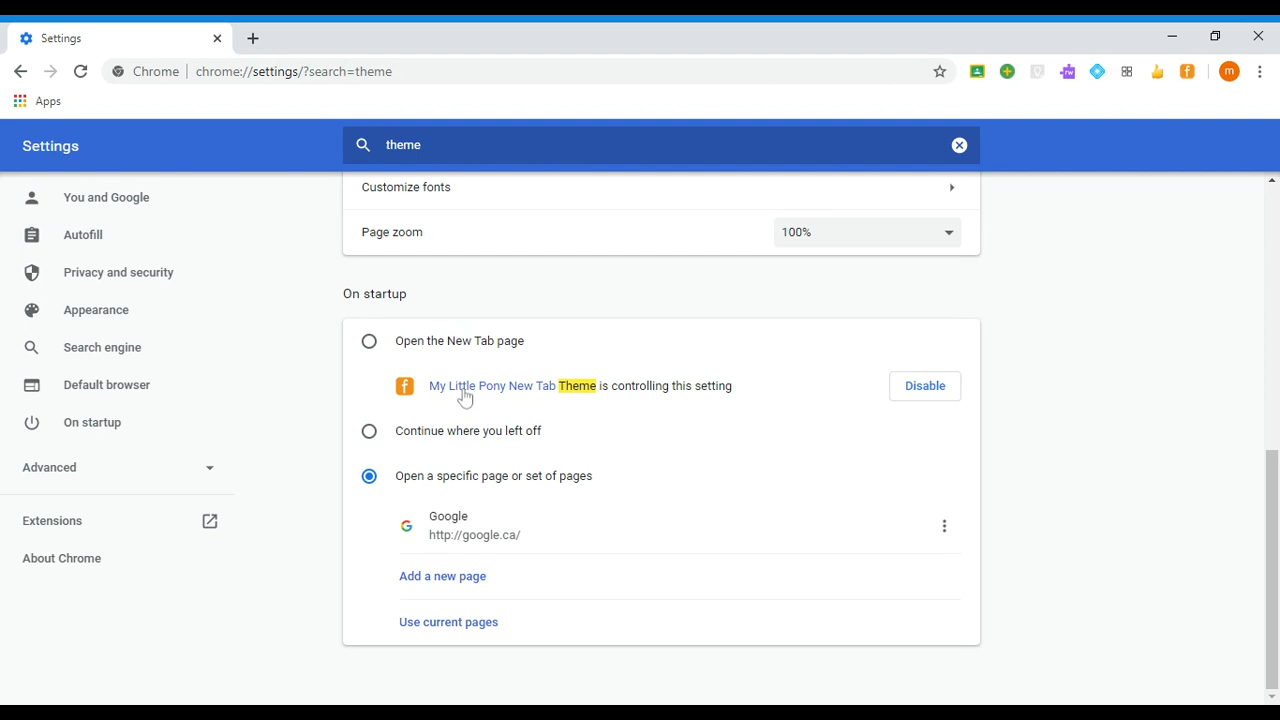 Settings
Chrome
chrome://settings/?search=theme
rw
f
m
Apps
Settings
theme
You and Google
Autofill
Privacy and security
Appearance
Search engine
Default browser
On startup
Advanced
Extensions
About Chrome
Customize fonts
Page zoom
100%
On startup
Open the New Tab page
f
My Little Pony New Tab Theme is controlling this setting
Disable
Continue where you left off
Open a specific page or set of pages
G
Google
http://google.ca/
Add a new page
Use current pages